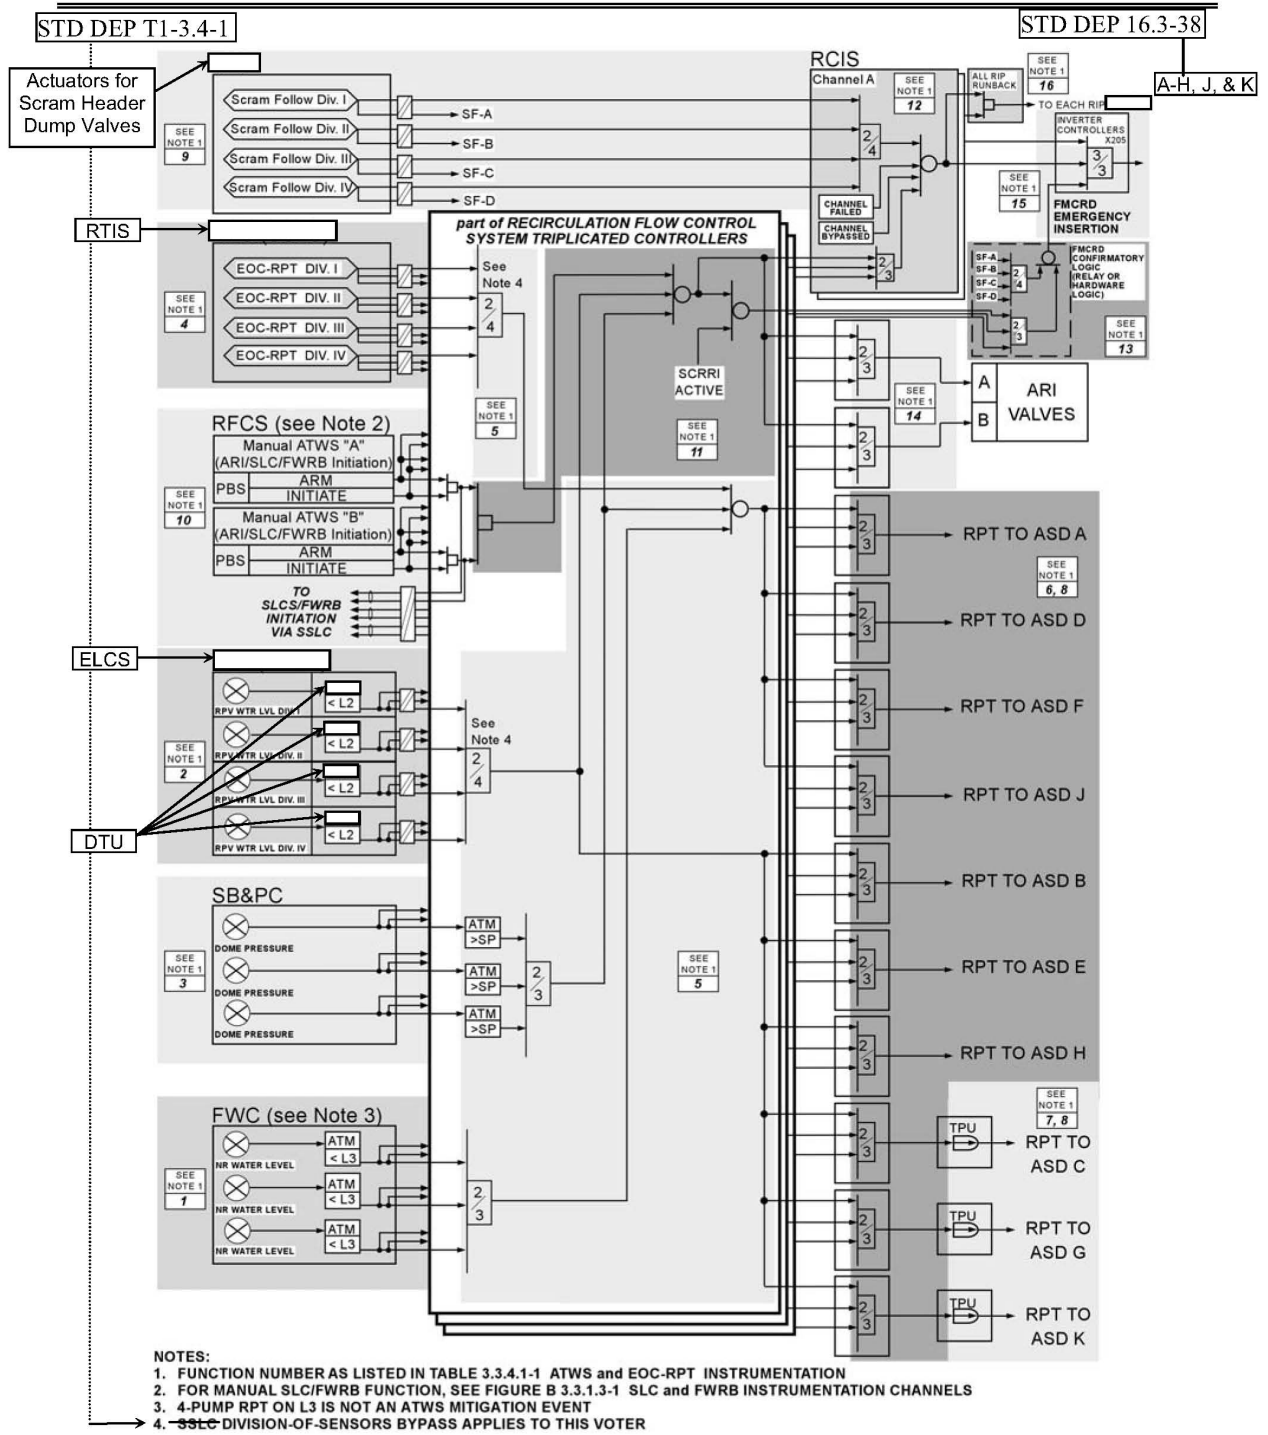 STD DEP T1-3.4-1
STD DEP 16.3-38
Actuators for
Scram Header
Dump Valves
A-H, J, & K
RCIS
Channel A
SEE
NOTE 1
12
ALL RIP
RUNBACK
SEE
NOTE 1
16
TO EACH RIP
INVERTER
CONTROLLERS
X205
3
3
SEE
NOTE 1
9
Scram Follow Div. I
SF-A
Scram Follow Div. II
SF-B
Scram Follow Div. III
SF-C
Scram Follow Div. IV
SF-D
2
4
CHANNEL
FAILED
CHANNEL
BYPASSED
2
3
SEE
NOTE 1
15
FMCRD
EMERGENCY
INSERTION
RTIS
part of RECIRCULATION FLOW CONTROL
SYSTEM TRIPLICATED CONTROLLERS
SEE
NOTE 1
4
EOC-RPT DIV. I
EOC-RPT DIV. II
EOC-RPT DIV. III
EOC-RPT DIV. IV
See
Note 4
2
4
SCRRI
ACTIVE
SEE
NOTE 1
5
SEE
NOTE 1
11
SF-A
SF-B
SF-C
SF-D
2
4
2
3
FMCRD
CONFIRMATORY
LOGIC
(RELAY OR
HARDWARE
LOGIC)
SEE
NOTE 1
13
2
3
SEE
NOTE 1
14
2
3
A
B
ARI
VALVES
RFCS (see Note 2)
Manual ATWS "A"
(ARI/SLC/FWRB Initiation)
PBS
ARM
INITIATE
SEE
NOTE 1
10
Manual ATWS "B"
(ARI/SLC/FWRB Initiation)
PBS
ARM
INITIATE
TO
SLCS/FWRB
INITIATION
VIA SSLC
2
3
RPT TO ASD A
SEE
NOTE 1
6, 8
2
3
RPT TO ASD D
2
3
RPT TO ASD F
2
3
RPT TO ASD J
2
3
RPT TO ASD B
2
3
RPT TO ASD E
2
3
RPT TO ASD H
ELCS
SEE
NOTE 1
2
RPV WTR LVL DIV. I
< L2
RPV WTR LVL DIV. II
< L2
RPV WTR LVL DIV. III
< L2
RPV WTR LVL DIV. IV
< L2
See
Note 4
2
4
DTU
SB&PC
SEE
NOTE 1
3
DOME PRESSURE
DOME PRESSURE
DOME PRESSURE
ATM
>SP
ATM
>SP
ATM
>SP
2
3
SEE
NOTE 1
5
FWC (see Note 3)
SEE
NOTE 1
1
NR WATER LEVEL
ATM
< L3
NR WATER LEVEL
ATM
< L3
NR WATER LEVEL
ATM
< L3
2
3
SEE
NOTE 1
7, 8
2
3
TPU
RPT TO
ASD C
2
3
TPU
RPT TO
ASD G
2
3
TPU
RPT TO
ASD K
NOTES:
1. FUNCTION NUMBER AS LISTED IN TABLE 3.3.4.1-1 ATWS and EOC-RPT INSTRUMENTATION
2. FOR MANUAL SLC/FWRB FUNCTION, SEE FIGURE B 3.3.1.3-1 SLC and FWRB INSTRUMENTATION CHANNELS
3. 4-PUMP RPT ON L3 IS NOT AN ATWS MITIGATION EVENT
4. SSLC DIVISION-OF-SENSORS BYPASS APPLIES TO THIS VOTER